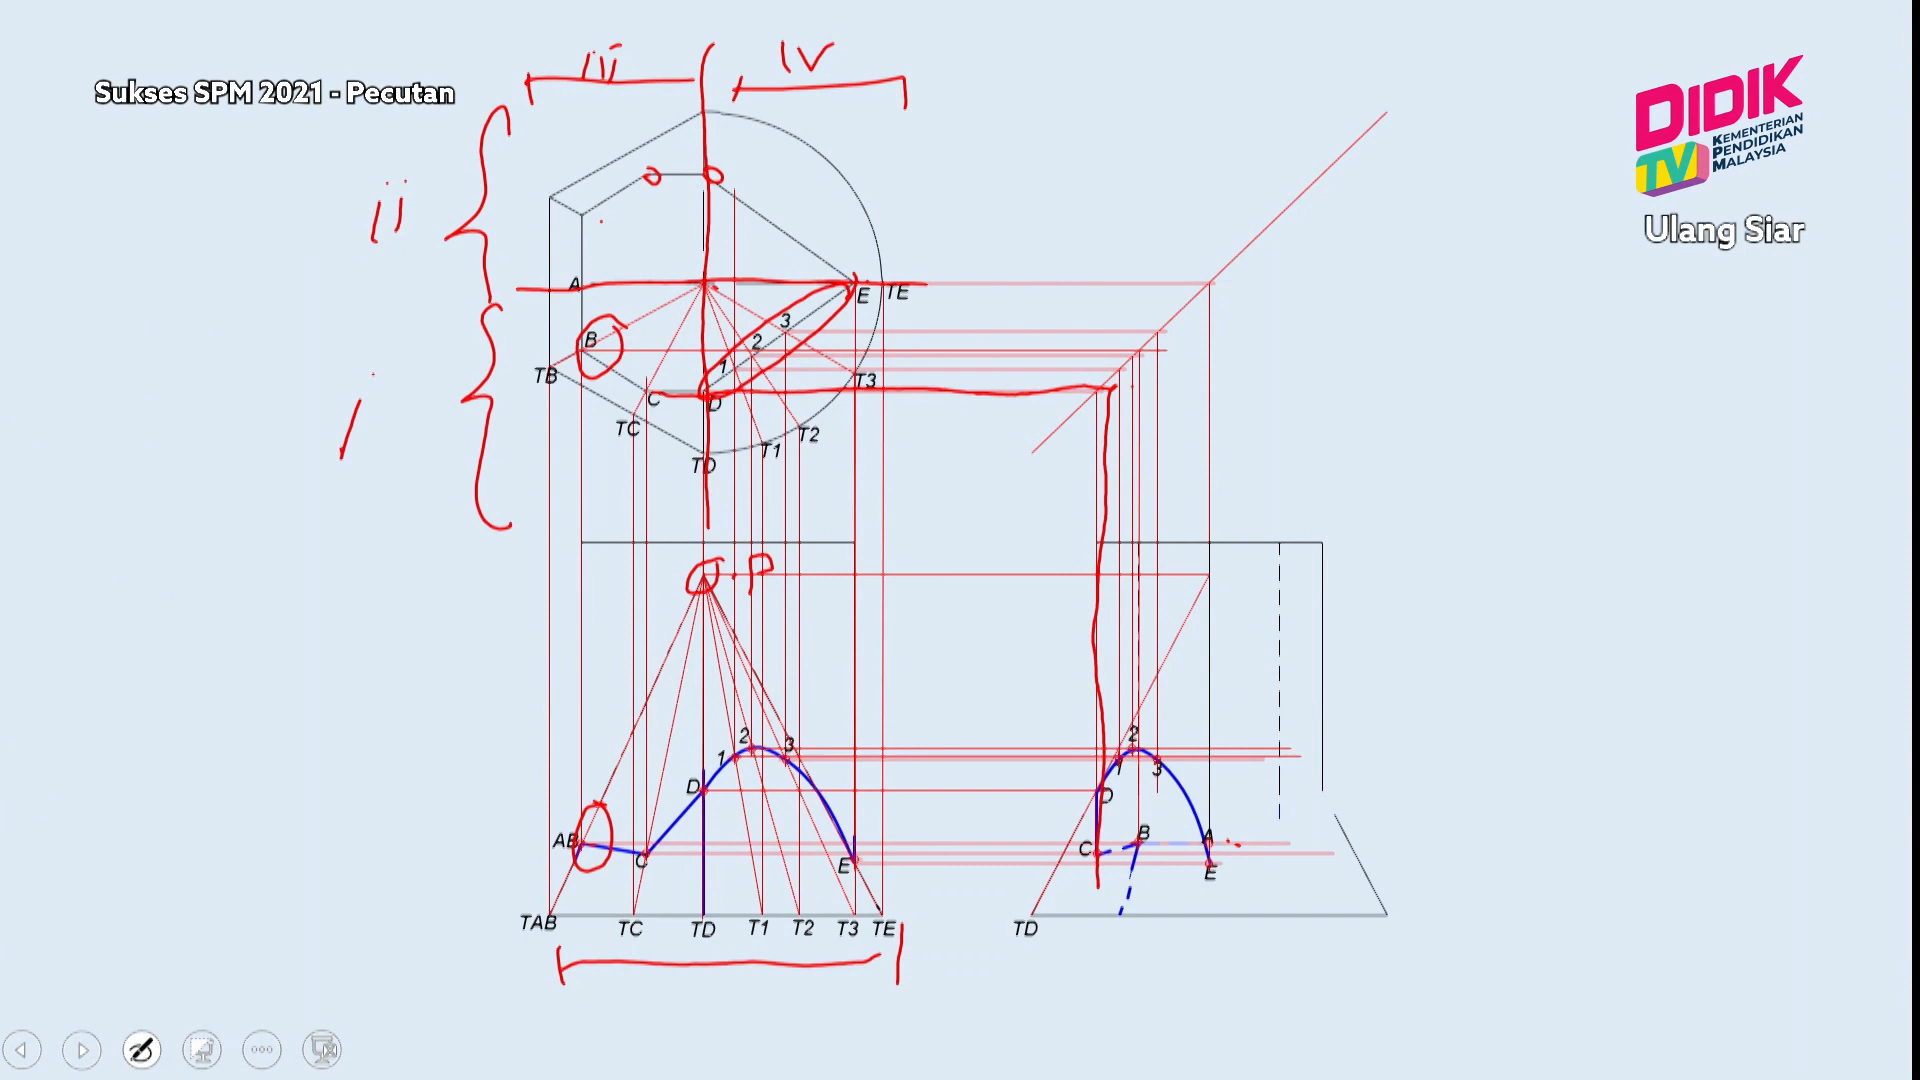 Sukses SPM 2021 - Pecutan
DIDIK
TV
KEMENTERIAN
PENDIDIKAN
MALAYSIA
Ulang Siar
iii
iv
ii
i
A
E
TE
B
3
2
1
TB
T3
C
D
TC
T2
T1
TD
P
2
3
1
D
AB
C
E
2
1
3
D
C
B
A
E
TAB
TC
TD
T1
T2
T3
TE
TD